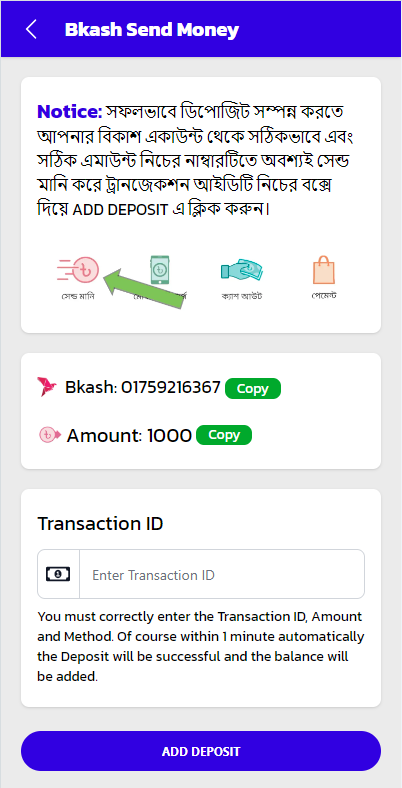 Bkash Send Money
Notice: সফলভাবে ডিপোজিট সম্পন্ন করতে
আপনার বিকাশ একাউন্ট থেকে সঠিকভাবে এবং
সঠিক এমাউন্ট নিচের নাম্বারটিতে অবশ্যই সেন্ড
মানি করে ট্রানজেকশন আইডিটি নিচের বক্সে
দিয়ে ADD DEPOSIT এ ক্লিক করুন।
সেন্ড মানি
ক্যাশ আউট
পেমেন্ট
Bkash: 01759216367 Copy
Amount: 1000 Copy
Transaction ID
Enter Transaction ID
You must correctly enter the Transaction ID, Amount
and Method. Of course within 1 minute automatically
the Deposit will be successful and the balance will
be added.
ADD DEPOSIT